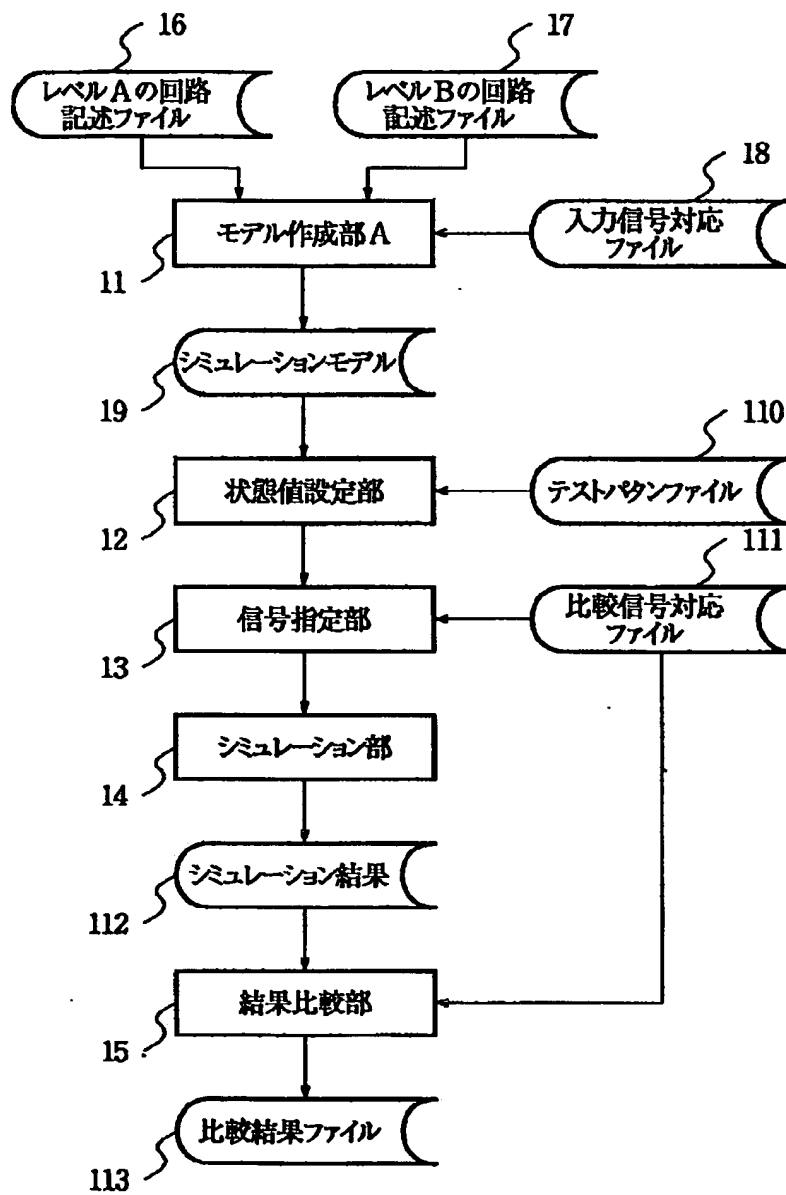 16
17
レベルAの回路
記述ファイル
レベルBの回路
記述ファイル
18
モデル作成部A
入力信号対応
ファイル
11
シミュレーションモデル
19
110
状態値設定部
テストパタンファイル
12
111
信号指定部
比較信号対応
ファイル
13
シミュレーション部
14
シミュレーション結果
112
結果比較部
15
比較結果ファイル
113